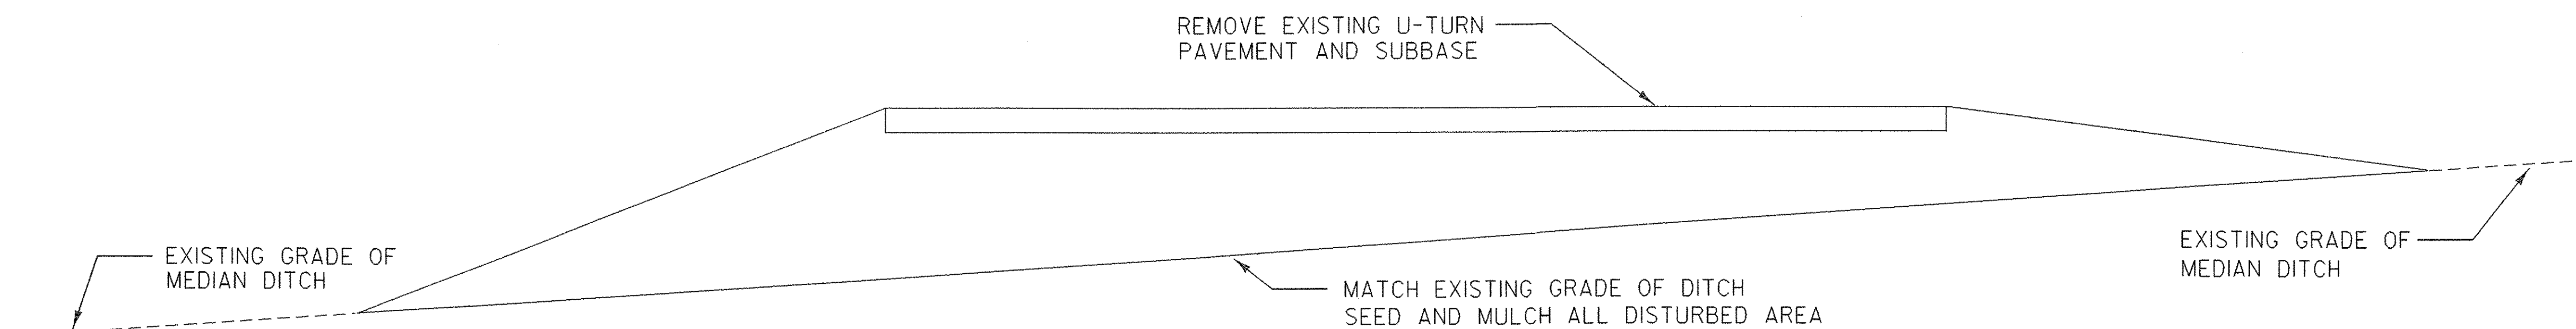 REMOVE EXISTING U-TURN
PAVEMENT AND SUBBASE
EXISTING GRADE OF
MEDIAN DITCH
EXISTING GRADE OF
MEDIAN DITCH
MATCH EXISTING GRADE OF DITCH
SEED AND MULCH ALL DISTURBED AREA